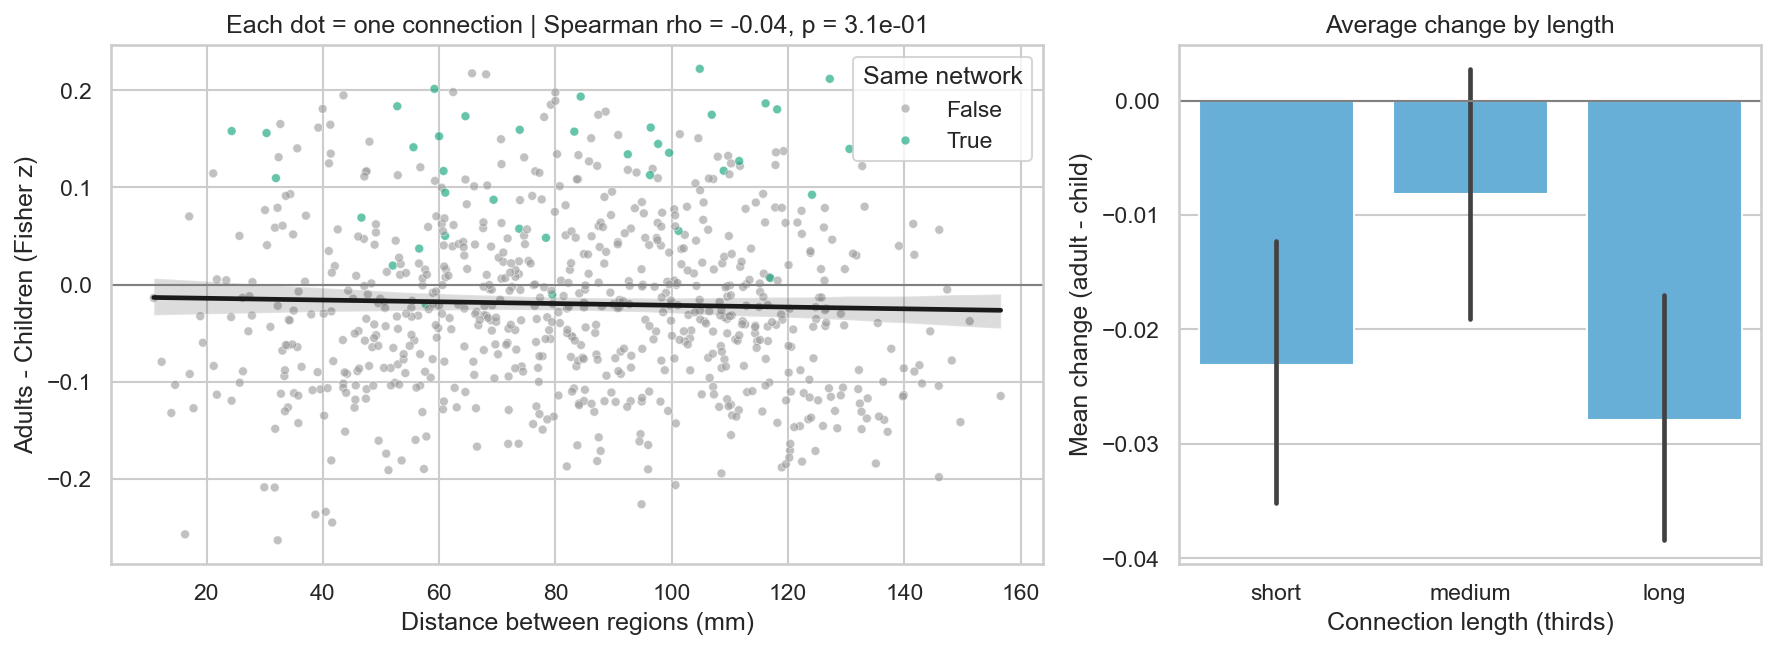 Each dot = one connection | Spearman rho = -0.04, p = 3.1e-01
Adults - Children (Fisher z)
0.2
0.1
0.0
−0.1
−0.2
Same network
False
True
20 40 60 80 100 120 140 160
Distance between regions (mm)
Average change by length
Mean change (adult - child)
0.00
−0.01
−0.02
−0.03
−0.04
short medium long
Connection length (thirds)